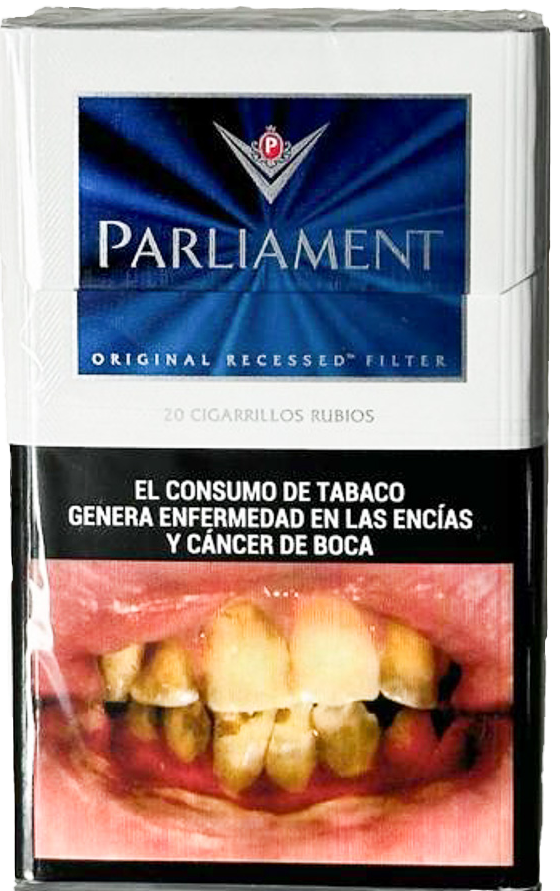 P
PARLIAMENT
ORIGINAL RECESSED™ FILTER
20 CIGARRILLOS RUBIOS
EL CONSUMO DE TABACO
GENERA ENFERMEDAD EN LAS ENCÍAS
Y CÁNCER DE BOCA